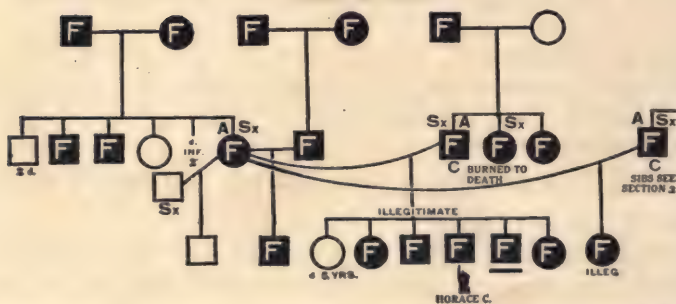 F F F F F
A Sx Sx A Sx A Sx
F F d. INF. F F F F F F
2 d. 2 C BURNED TO C
DEATH SIBS SEE
Sx SECTION 2
ILLEGITIMATE
F F F F F F F
d 5 YRS. ILLEG
HORACE C.